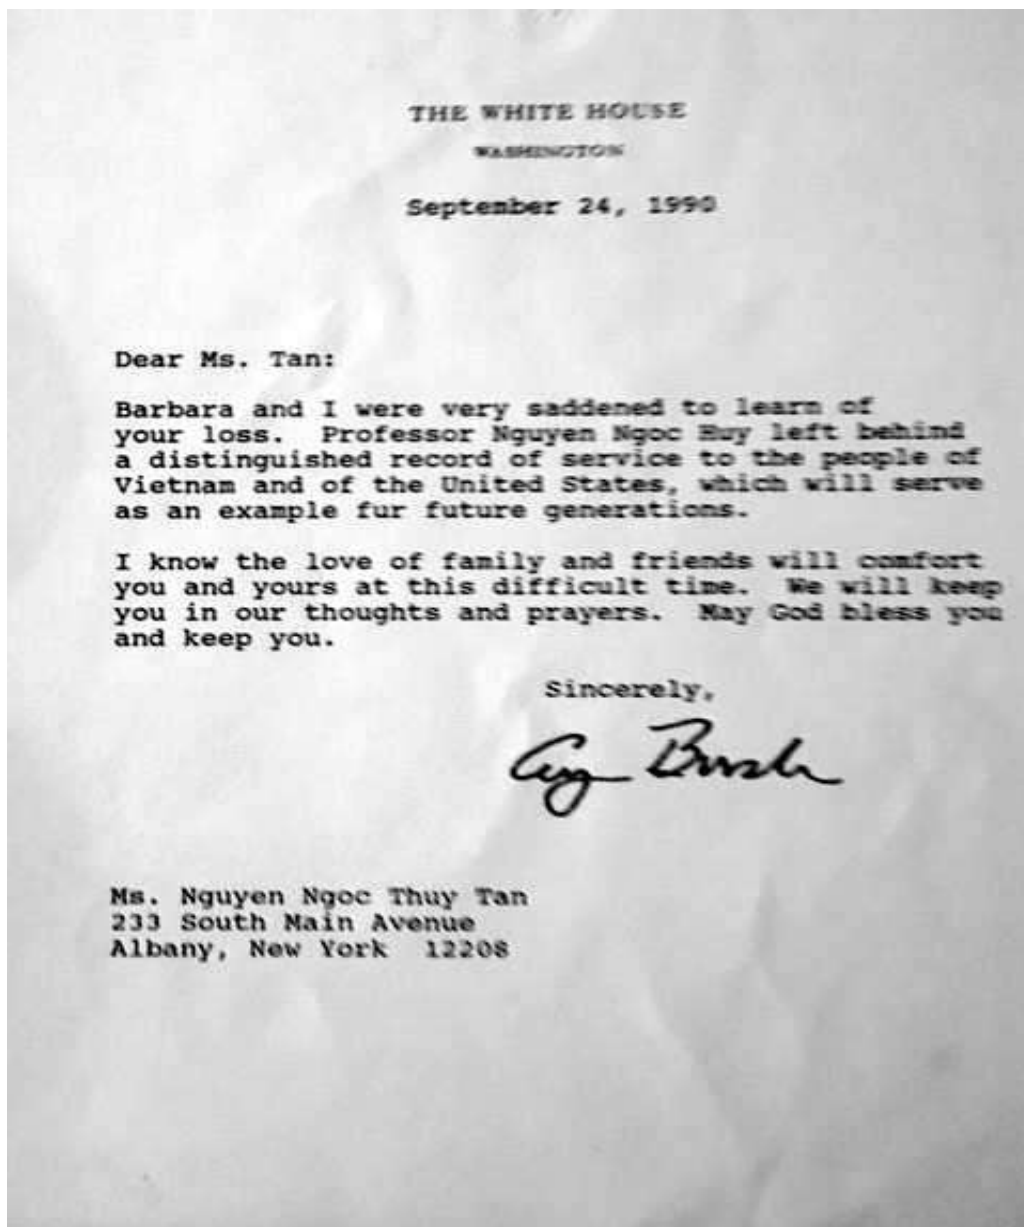 THE WHITE HOUSE
WASHINGTON
September 24, 1990
Dear Ms. Tan:
Barbara and I were very saddened to learn of
your loss.  Professor Nguyen Ngoc Huy left behind
a distinguished record of service to the people of
Vietnam and of the United States, which will serve
as an example fur future generations.
I know the love of family and friends will comfort
you and yours at this difficult time.  We will keep
you in our thoughts and prayers.  May God bless you
and keep you.
Sincerely,
Cuy Bush
Ms. Nguyen Ngoc Thuy Tan
233 South Main Avenue
Albany, New York  12208